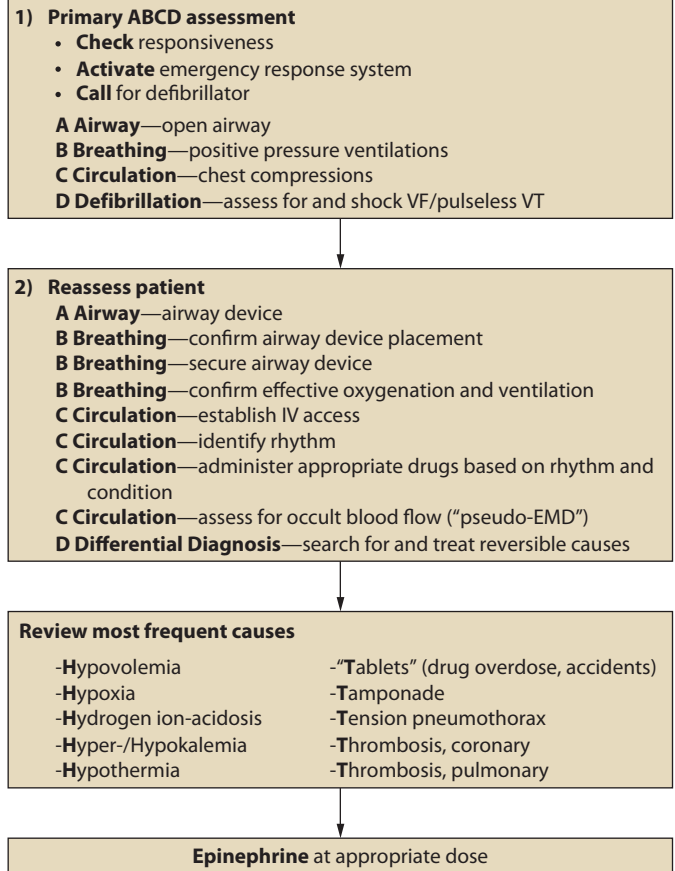 1) Primary ABCD assessment
• Check responsiveness
• Activate emergency response system
• Call for defibrillator
A Airway—open airway
B Breathing—positive pressure ventilations
C Circulation—chest compressions
D Defibrillation—assess for and shock VF/pulseless VT
2) Reassess patient
A Airway—airway device
B Breathing—confirm airway device placement
B Breathing—secure airway device
B Breathing—confirm effective oxygenation and ventilation
C Circulation—establish IV access
C Circulation—identify rhythm
C Circulation—administer appropriate drugs based on rhythm and
condition
C Circulation—assess for occult blood flow (“pseudo-EMD”)
D Differential Diagnosis—search for and treat reversible causes
Review most frequent causes
-Hypovolemia -“Tablets” (drug overdose, accidents)
-Hypoxia -Tamponade
-Hydrogen ion-acidosis -Tension pneumothorax
-Hyper-/Hypokalemia -Thrombosis, coronary
-Hypothermia -Thrombosis, pulmonary
Epinephrine at appropriate dose